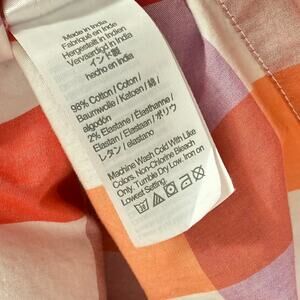 Made in India
Fabriqué en Inde
Hergestellt in Indien
Vervaardigd in India
インド製
hecho en india
98% Cotton / Coton /
Baumwolle / Katoen / 綿 /
algodón
2% Elastane / Élasthanne /
Elastan / Elastaan / ポリウ
レタン / elastano
Machine Wash Cold With Like
Colors, Non-Chlorine Bleach
Only, Tumble Dry Low, Iron
Lowest Setting